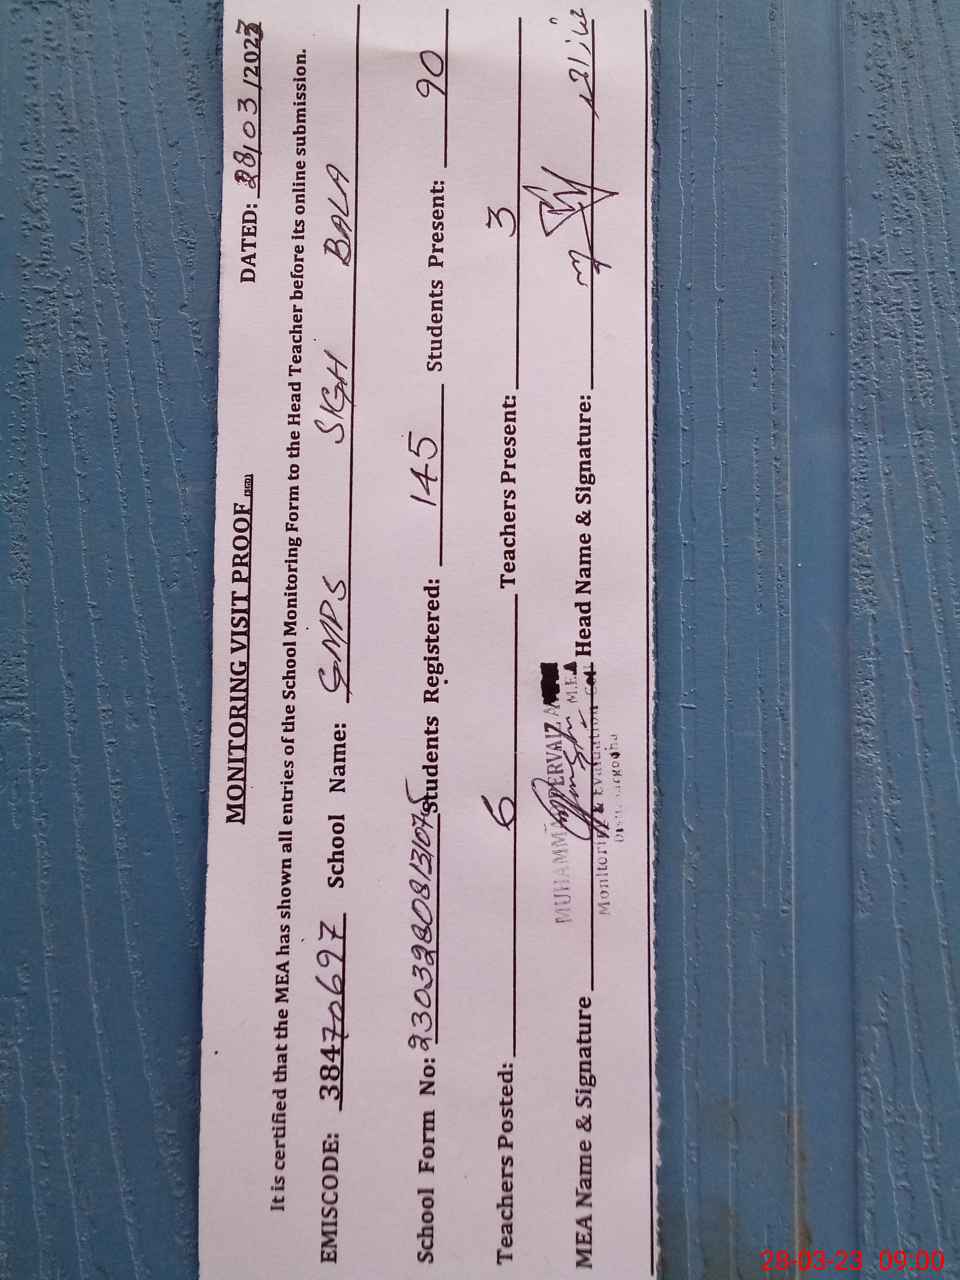 MONITORING VISIT PROOF
DATED: 28/03/2023
It is certified that the MEA has shown all entries of the School Monitoring Form to the Head Teacher before its online submission.
EMISCODE: 38470697 School Name: GMPS SIGH BALA
School Form No: Students Registered: 145 Students Present: 90
Teachers Posted: 6 Teachers Present: 3
MUHAMMAD PERVAIZ
M.E.A
MEA Name & Signature Head Name & Signature:
Monitoring & Evaluation Cell
28-03-23 09:00